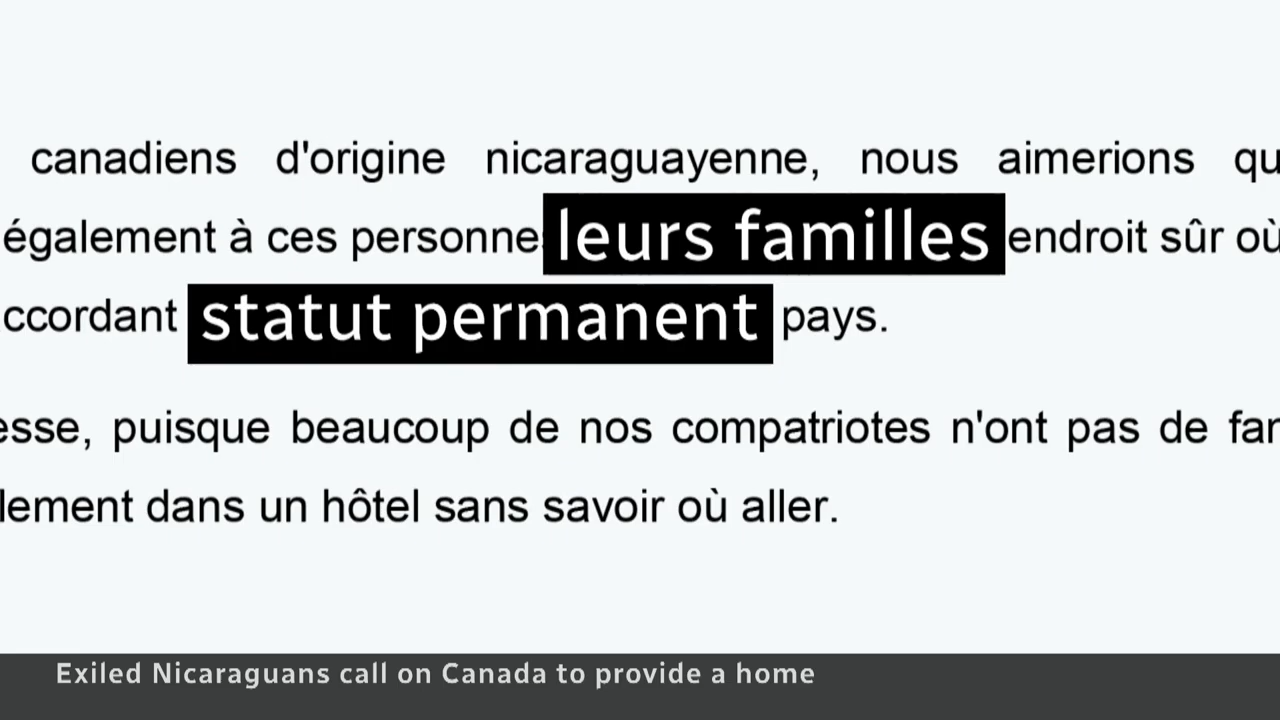 canadiens d'origine nicaraguayenne, nous aimerions qu
également à ces personne leurs familles endroit sûr où
ccordant statut permanent pays.
esse, puisque beaucoup de nos compatriotes n'ont pas de far
lement dans un hôtel sans savoir où aller.
Exiled Nicaraguans call on Canada to provide a home